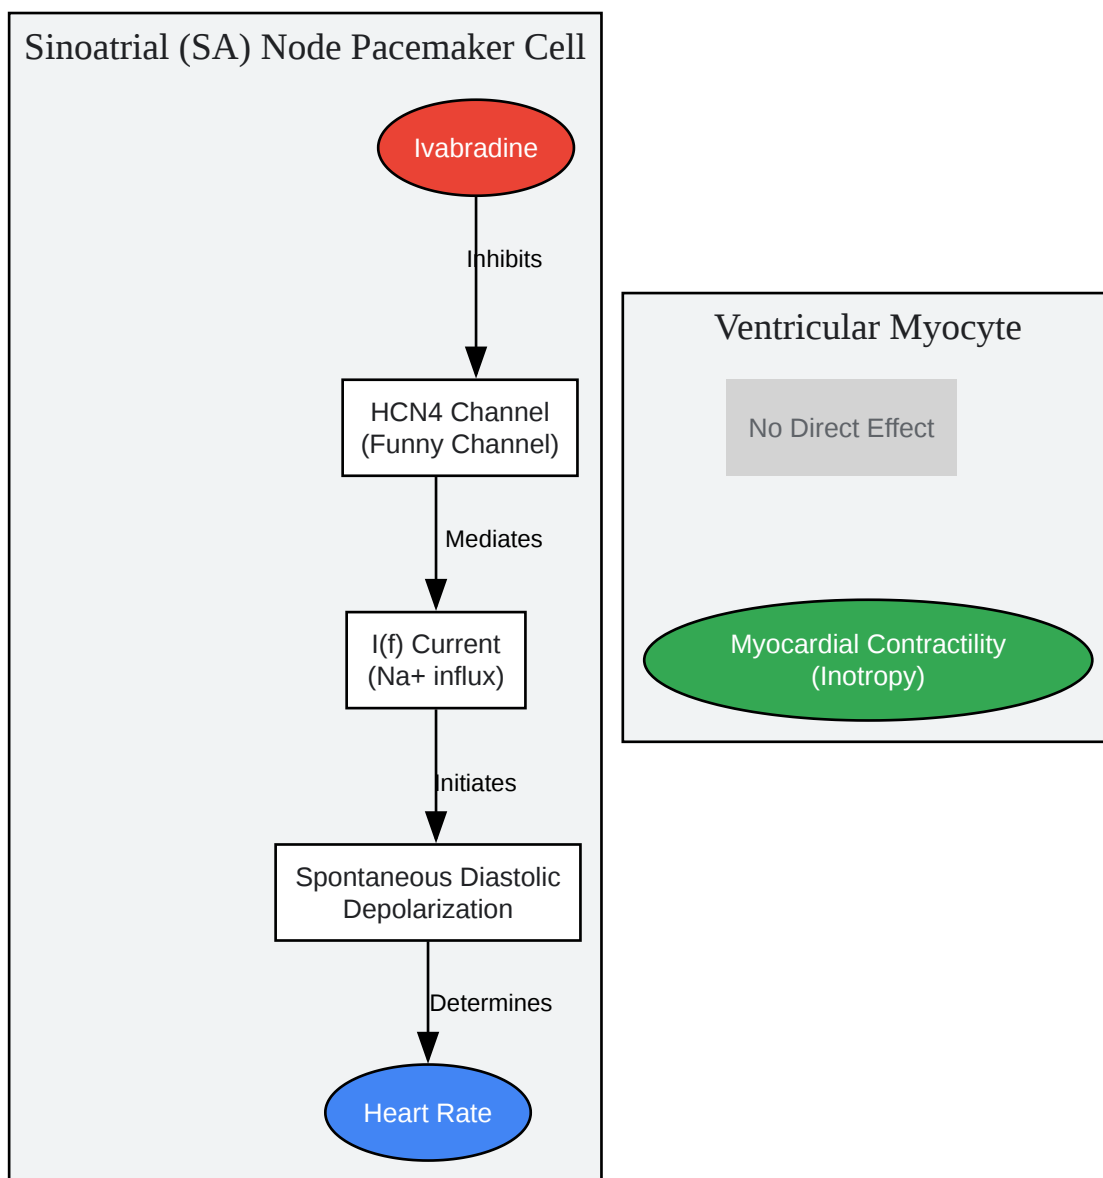 Sinoatrial (SA) Node Pacemaker Cell
Ivabradine
Inhibits
HCN4 Channel
(Funny Channel)
Mediates
I(f) Current
(Na+ influx)
Initiates
Spontaneous Diastolic
Depolarization
Determines
Heart Rate
Ventricular Myocyte
No Direct Effect
Myocardial Contractility
(Inotropy)